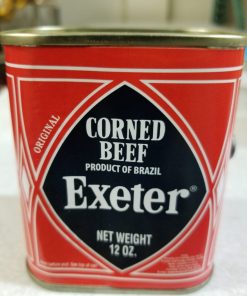 ORIGINAL
CORNED
BEEF
PRODUCT OF BRAZIL
Exeter®
NET WEIGHT
12 OZ.